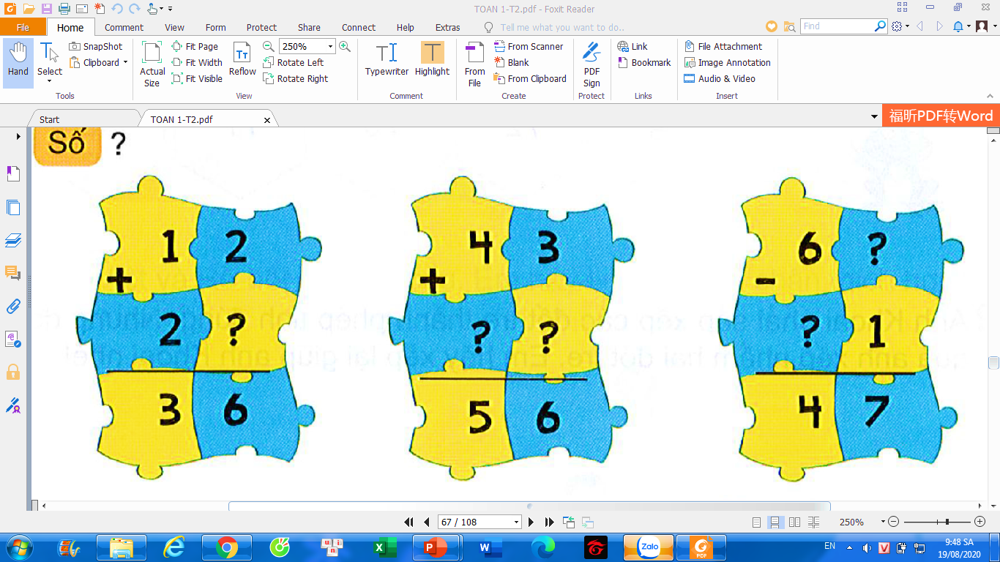 TOAN 1-T2.pdf - Foxit Reader
File Home Comment View Form Protect Share Connect Help Extras Tell me what you want to do.. Find
Hand Select SnapShot Clipboard Actual Size Fit Page Fit Width Fit Visible Reflow 250% Rotate Left Rotate Right Typewriter Highlight From File From Scanner Blank From Clipboard PDF Sign Link Bookmark File Attachment Image Annotation Audio & Video
Tools View Comment Create Protect Links Insert
Start TOAN 1-T2.pdf 福昕PDF转Word
Số ?
1 2
+
2 ?
3 6
4 3
+
? ?
5 6
6 ?
-
? 1
4 7
67 / 108 250%
EN 9:48 SA
19/08/2020
Zalo
PDF